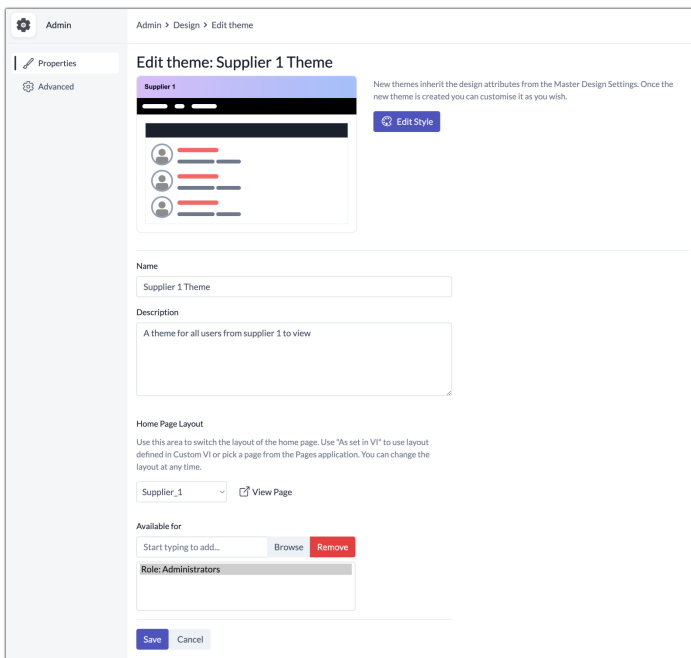 Admin
Admin > Design > Edit theme
Properties
Advanced
Edit theme: Supplier 1 Theme
Supplier 1
New themes inherit the design attributes from the Master Design Settings. Once the
new theme is created you can customise it as you wish.
Edit Style
Name
Supplier 1 Theme
Description
A theme for all users from supplier 1 to view
Home Page Layout
Use this area to switch the layout of the home page. Use "As set in VI" to use layout
defined in Custom VI or pick a page from the Pages application. You can change the
layout at any time.
Supplier_1
View Page
Available for
Start typing to add...
Browse
Remove
Role: Administrators
Save
Cancel